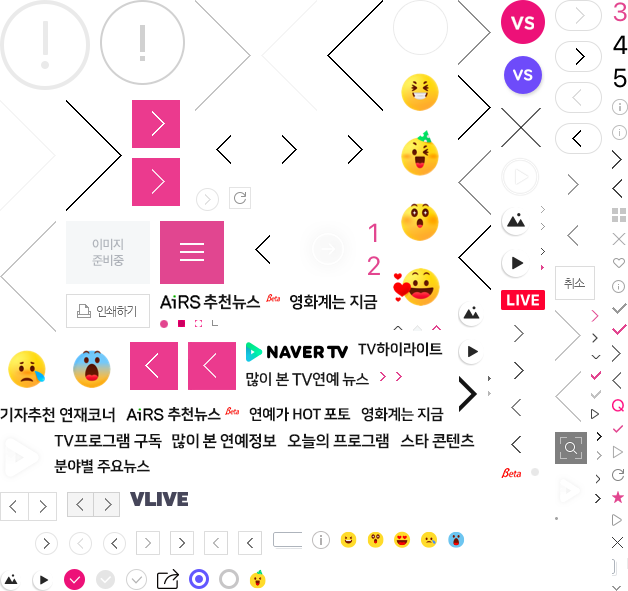 VS
3
4
5
VS
이미지
준비중
1
2
취소
인쇄하기
AiRS 추천뉴스 Beta 영화계는 지금
LIVE
NAVER TV TV하이라이트
많이 본 TV연예 뉴스
기자추천 연재코너 AiRS 추천뉴스 Beta 연예가 HOT 포토 영화계는 지금
TV프로그램 구독 많이 본 연예정보 오늘의 프로그램 스타 콘텐츠
분야별 주요뉴스
Beta
VLIVE